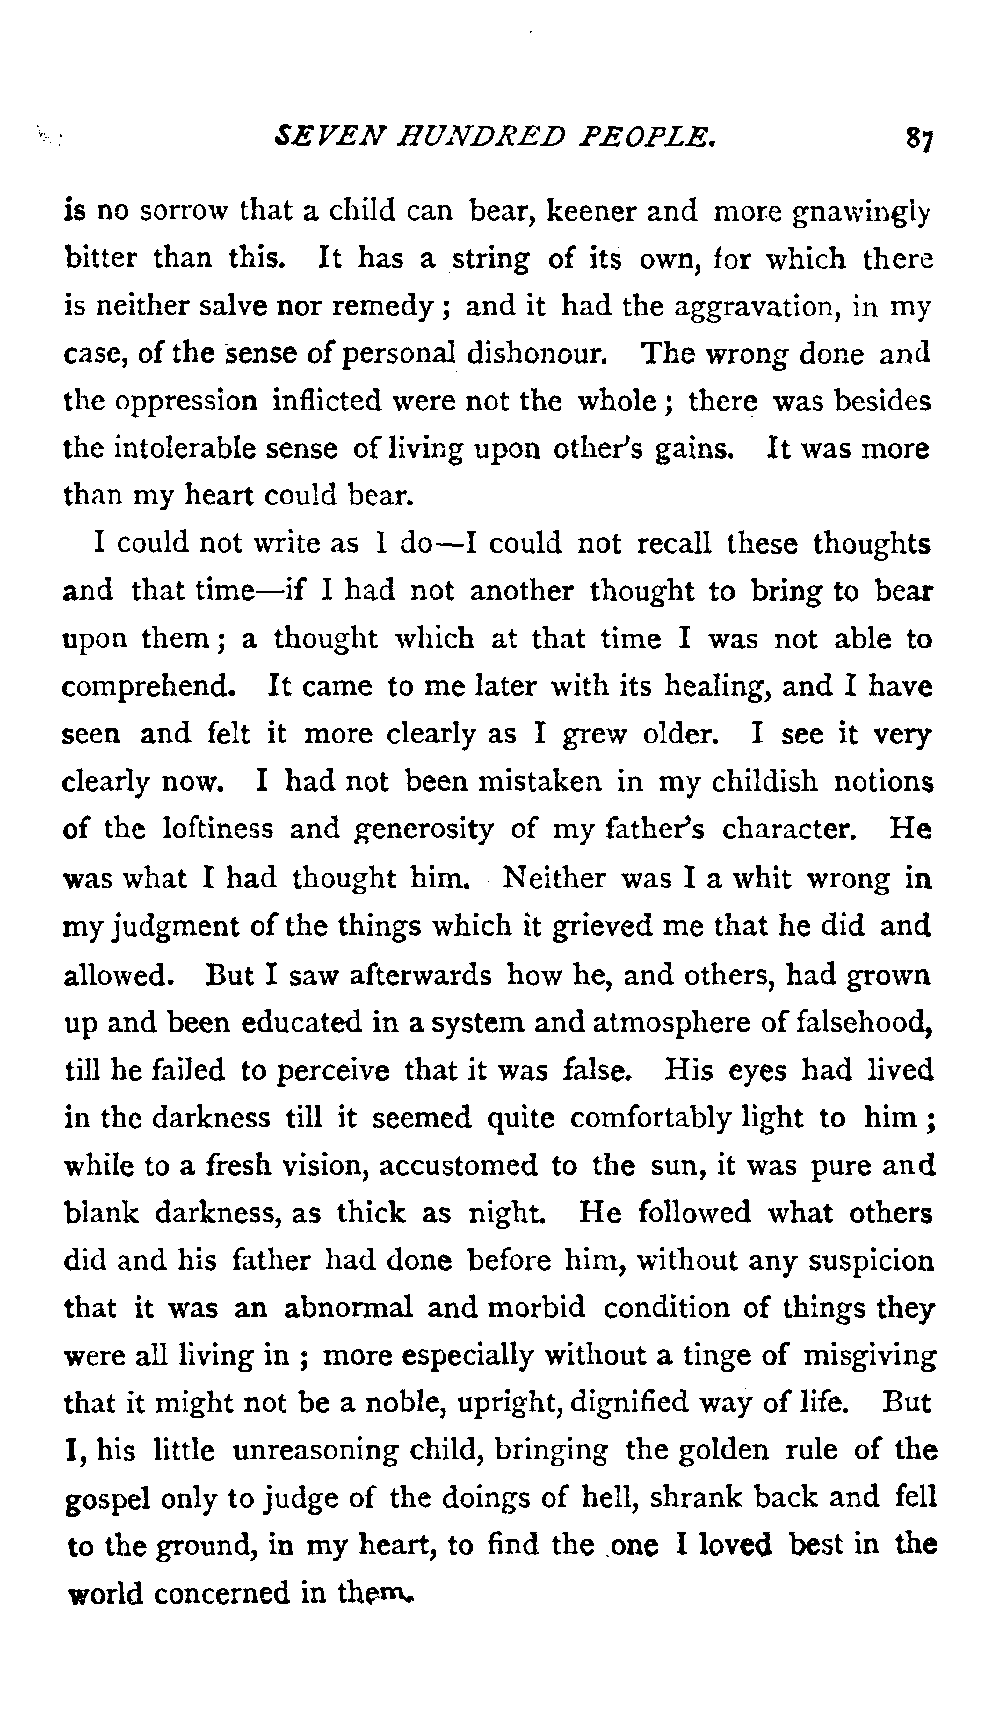 SEVEN HUNDRED PEOPLE. 87
is no sorrow that a child can bear, keener and more gnawingly
bitter than this. It has a string of its own, for which there
is neither salve nor remedy ; and it had the aggravation, in my
case, of the sense of personal dishonour. The wrong done and
the oppression inflicted were not the whole ; there was besides
the intolerable sense of living upon other's gains. It was more
than my heart could bear.
I could not write as I do—I could not recall these thoughts
and that time—if I had not another thought to bring to bear
upon them ; a thought which at that time I was not able to
comprehend. It came to me later with its healing, and I have
seen and felt it more clearly as I grew older. I see it very
clearly now. I had not been mistaken in my childish notions
of the loftiness and generosity of my father's character. He
was what I had thought him. Neither was I a whit wrong in
my judgment of the things which it grieved me that he did and
allowed. But I saw afterwards how he, and others, had grown
up and been educated in a system and atmosphere of falsehood,
till he failed to perceive that it was false. His eyes had lived
in the darkness till it seemed quite comfortably light to him ;
while to a fresh vision, accustomed to the sun, it was pure and
blank darkness, as thick as night. He followed what others
did and his father had done before him, without any suspicion
that it was an abnormal and morbid condition of things they
were all living in ; more especially without a tinge of misgiving
that it might not be a noble, upright, dignified way of life. But
I, his little unreasoning child, bringing the golden rule of the
gospel only to judge of the doings of hell, shrank back and fell
to the ground, in my heart, to find the one I loved best in the
world concerned in them.